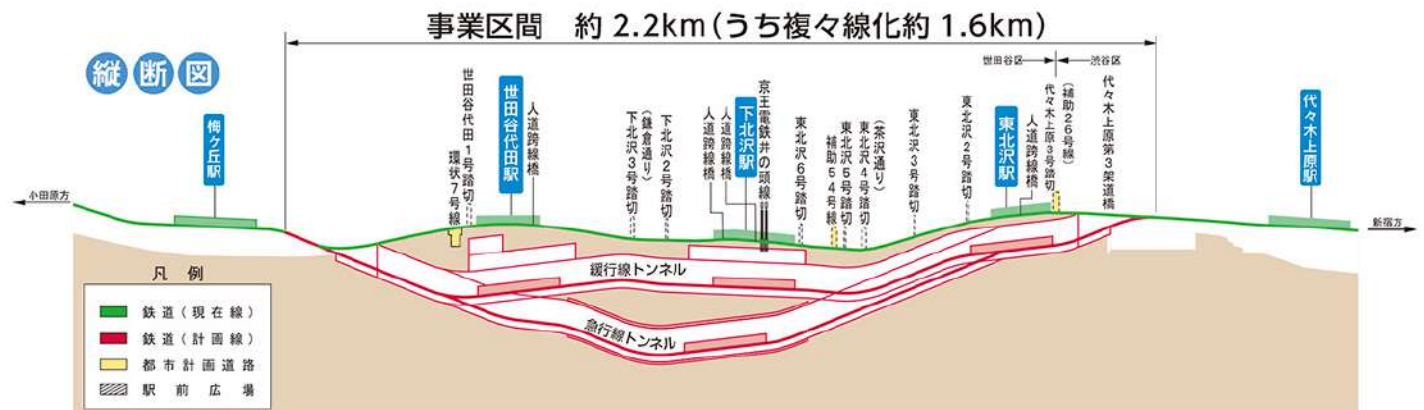 事業区間　約 2.2km(うち複々線化約 1.6km)
縦断図
世田谷区
渋谷区
梅ヶ丘駅
環状7号線
世田谷代田1号踏切
世田谷代田駅
人道跨線橋
下北沢3号踏切
(鎌倉通り)
下北沢2号踏切
人道跨線橋
人道跨線橋
下北沢駅
京王電鉄井の頭線
東北沢6号踏切
補助54号線
東北沢5号踏切
東北沢4号踏切
(茶沢通り)
東北沢3号踏切
東北沢2号踏切
東北沢駅
人道跨線橋
代々木上原3号踏切
(補助26号線)
代々木上原第3架道橋
代々木上原駅
小田原方
新宿方
緩行線トンネル
急行線トンネル
凡例
鉄道(現在線)
鉄道(計画線)
都市計画道路
駅前広場